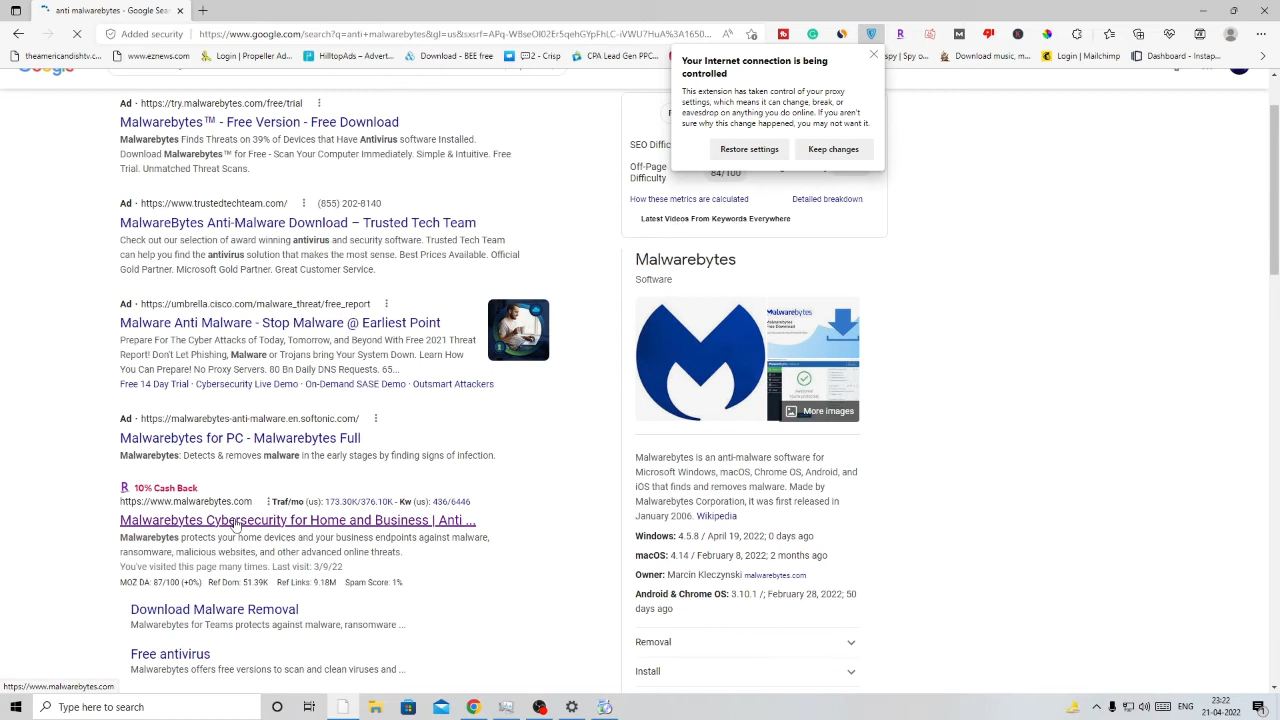 anti malwarebytes - Google Sear
Added security
https://www.google.com/search?q=anti+malwarebytes&gl=us&sxsrf=
theamericandistch.c...
www.eznews.com
Hilltopads - Advert...
Adtival
Dovendi - Beer
1-2-Crisp
CPA Lead Gen PPC...
spy | Spy o
Download music, m...
Login | Mailchimp
Dashboard - Instap...
Google
Your Internet connection is being
controlled
This extension has taken control of your proxy
settings, which means it can change, break, or
eavesdrop on anything you do online. If you aren't
sure why this change happened, you may not want it.
Restore settings
Keep changes
Ad · https://try.malwarebytes.com/free/trial
Malwarebytes™ - Free Version - Free Download
Malwarebytes Finds Threats on 39% of Devices that Have Antivirus software Installed.
Download Malwarebytes™ for Free - Scan Your Computer Immediately. Simple & Intuitive. Free
Trial. Unmatched Threat Scans.
Ad · https://www.trustedtechteam.com/ (855) 202-8140
MalwareBytes Anti-Malware Download – Trusted Tech Team
Check out our selection of award winning antivirus and security software. Trusted Tech Team
can help you find the antivirus solution that makes the most sense. Best Prices Available. Official
Gold Partner. Microsoft Gold Partner. Great Customer Service.
Ad · https://umbrella.cisco.com/malware_threat/free_report
Malware Anti Malware - Stop Malware @ Earliest Point
Prepare For The Cyber Attacks of Today, Tomorrow, and Beyond With Free 2021 Threat
Report! Don't Let Phishing, Malware or Trojans bring Your System Down. Learn How
You Can Prepare! No Proxy Servers. 80 Bn Daily DNS Requests. 65...
Free 14 Day Trial · Cybersecurity Live Demo · On-Demand SASE Demo · Outsmart Attackers
Ad · https://malwarebytes-anti-malware.en.softonic.com/
Malwarebytes for PC - Malwarebytes Full
Malwarebytes: Detects & removes malware in the early stages by finding signs of infection.
R 10% Cash Back
https://www.malwarebytes.com Traf/mo (us): 173.30K/376.10K - Kw (us): 436/6446
Malwarebytes Cybersecurity for Home and Business | Anti ...
Malwarebytes protects your home devices and your business endpoints against malware,
ransomware, malicious websites, and other advanced online threats.
You've visited this page many times. Last visit: 3/9/22
MOZ DA: 87/100 (+0%) Ref Dom: 51.39K Ref Links: 9.18M Spam Score: 1%
Download Malware Removal
Malwarebytes for Teams protects against malware, ransomware ...
Free antivirus
Malwarebytes offers free versions to scan and clean viruses and ...
https://www.malwarebytes.com
SEO Diffic
Off-Page
Difficulty
84/100
How these metrics are calculated
Detailed breakdown
Latest Videos From Keywords Everywhere
Malwarebytes
Software
More images
Malwarebytes is an anti-malware software for
Microsoft Windows, macOS, Chrome OS, Android, and
iOS that finds and removes malware. Made by
Malwarebytes Corporation, it was first released in
January 2006. Wikipedia
Windows: 4.5.8 / April 19, 2022; 0 days ago
macOS: 4.14 / February 8, 2022; 2 months ago
Owner: Marcin Kleczynski malwarebytes.com
Android & Chrome OS: 3.10.1 /; February 28, 2022; 50
days ago
Removal
Install
Type here to search
ENG
23:22
21-04-2022